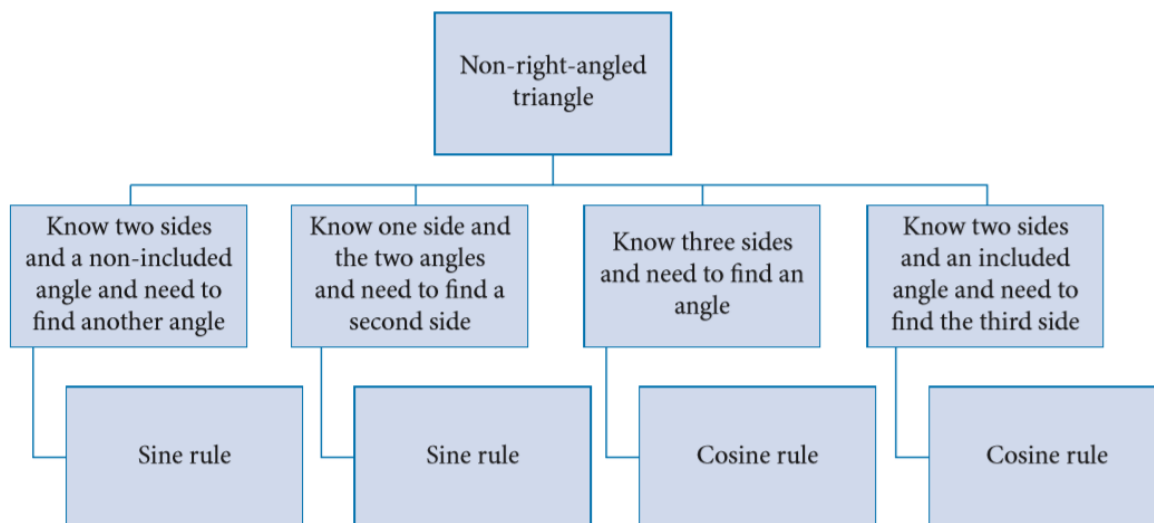 Non-right-angled
triangle
Know two sides
and a non-included
angle and need to
find another angle
Know one side and
the two angles
and need to find a
second side
Know three sides
and need to find an
angle
Know two sides
and an included
angle and need to
find the third side
Sine rule
Sine rule
Cosine rule
Cosine rule